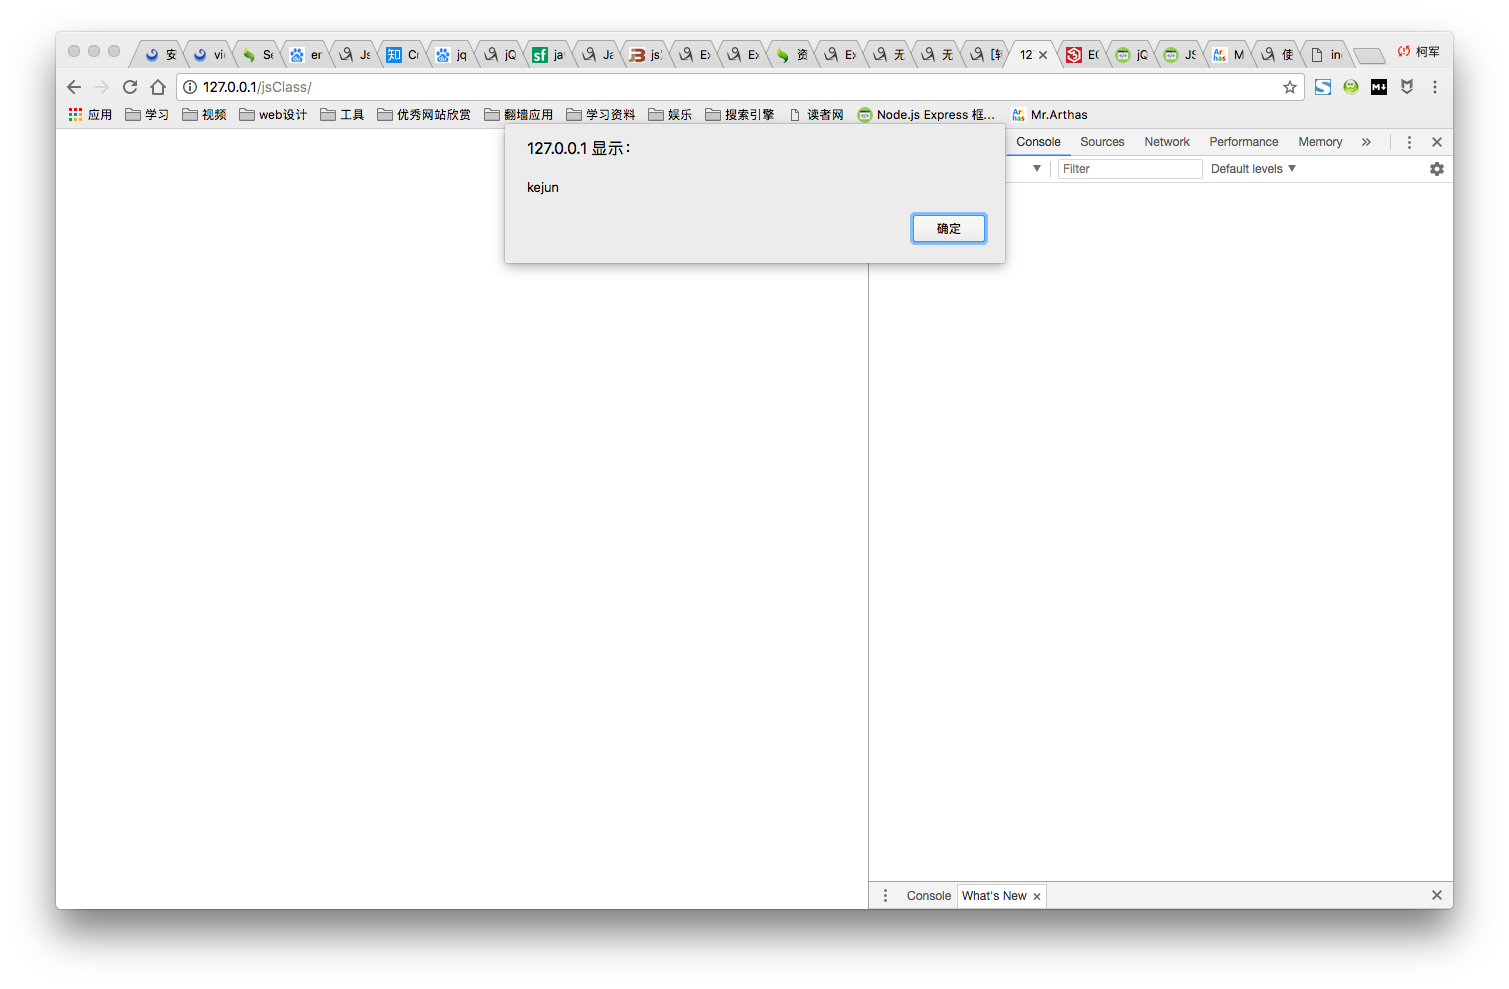 安 vi Se er Js 知 Cr jq jQ sf ja Ja JB js Ex Ex 资 Ex 无 无 [转 12 EC jQ JS M 使 in 柯军
127.0.0.1/jsClass/
应用 学习 视频 web设计 工具 优秀网站欣赏 翻墙应用 学习资料 娱乐 搜索引擎 读者网 Node.js Express 框... Mr.Arthas
127.0.0.1 显示：
kejun
确定
Console Sources Network Performance Memory »
Filter Default levels
Console What's New